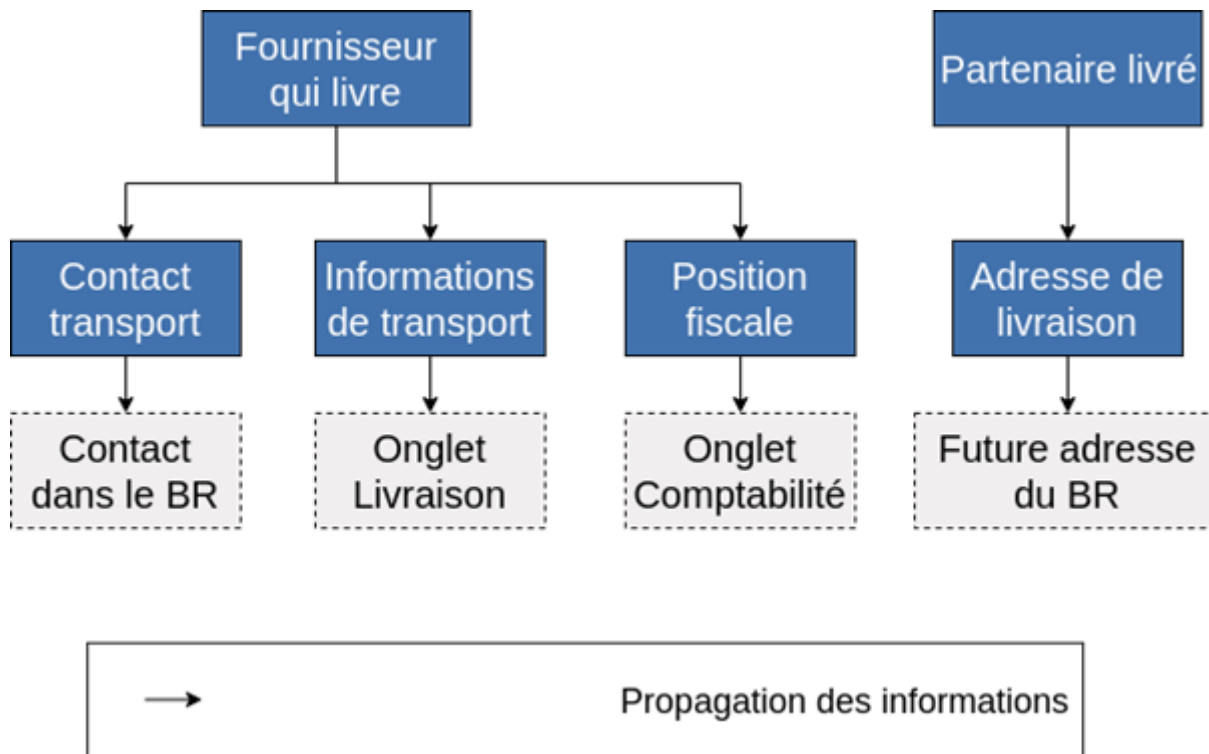 Fournisseur
qui livre
Partenaire livré
Contact
transport
Informations
de transport
Position
fiscale
Adresse de
livraison
Contact
dans le BR
Onglet
Livraison
Onglet
Comptabilité
Future adresse
du BR
Propagation des informations